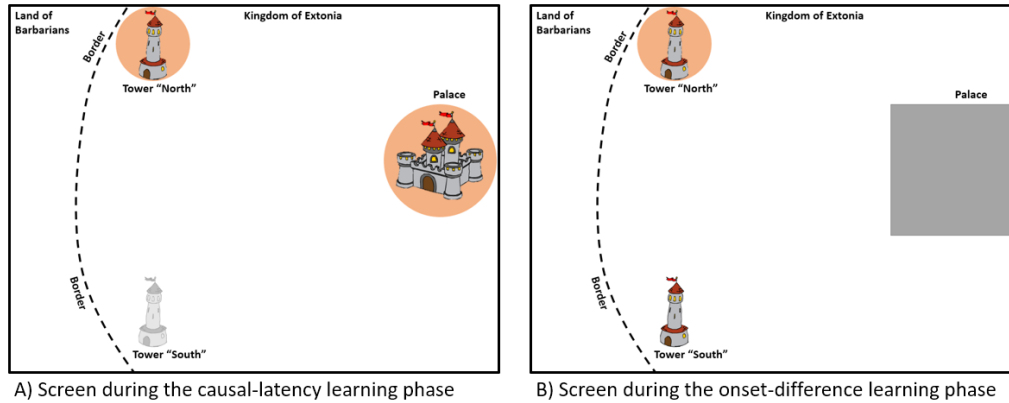 Land of
Barbarians
Kingdom of Extonia
Border
Tower "North"
Palace
Border
Tower "South"
A) Screen during the causal-latency learning phase
Land of
Barbarians
Kingdom of Extonia
Border
Tower "North"
Palace
Border
Tower "South"
B) Screen during the onset-difference learning phase